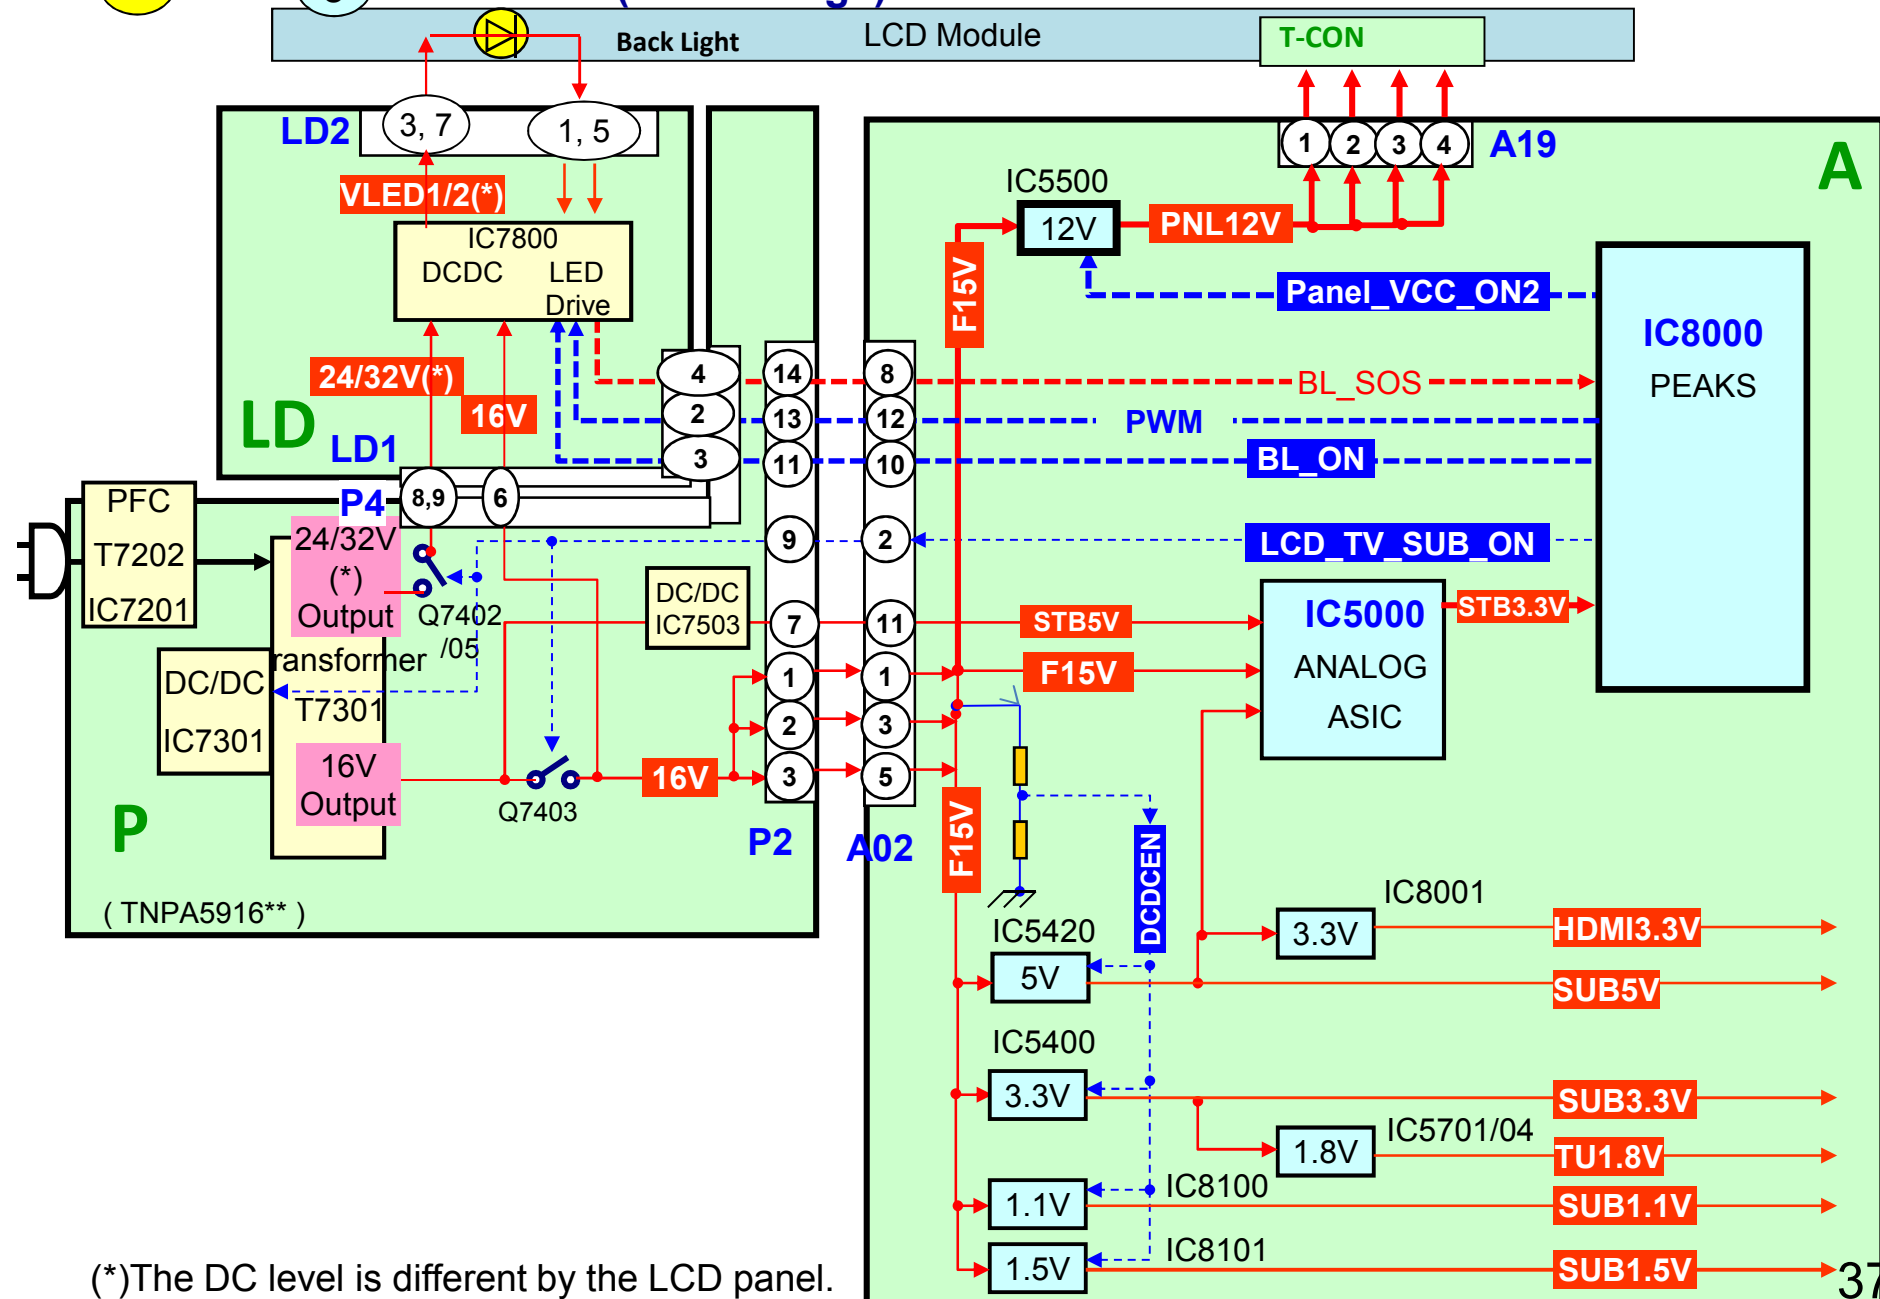 Back Light
LCD Module
T-CON
LD2
3, 7
1, 5
1
2
3
4
A19
A
VLED1/2(*)
IC7800
DCDC
LED
Drive
IC5500
12V
PNL12V
F15V
Panel_VCC_ON2
IC8000
PEAKS
24/32V(*)
16V
LD
LD1
4
2
3
14
13
11
8
12
10
BL_SOS
PWM
BL_ON
PFC
T7202
IC7201
P4
8,9
6
24/32V
(*)
Output
Q7402
/05
9
2
LCD_TV_SUB_ON
DC/DC
IC7503
7
11
STB5V
IC5000
ANALOG
ASIC
STB3.3V
DC/DC
IC7301
ransformer
T7301
1
2
3
1
3
5
F15V
16V
Output
Q7403
16V
P
P2
A02
F15V
DCDCEN
( TNPA5916** )
IC5420
5V
IC8001
3.3V
HDMI3.3V
SUB5V
IC5400
3.3V
SUB3.3V
IC5701/04
1.8V
TU1.8V
1.1V
IC8100
SUB1.1V
1.5V
IC8101
SUB1.5V
(*)The DC level is different by the LCD panel.
37